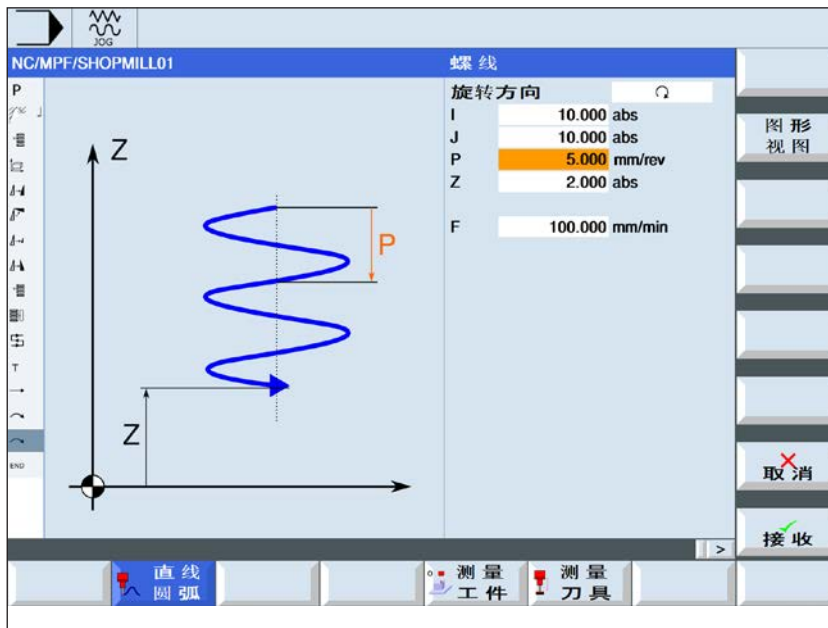 JOG
NC/MPF/SHOPMILL01
螺线
P
旋转方向
I 10.000 abs
J 10.000 abs
P 5.000 mm/rev
Z 2.000 abs
F 100.000 mm/min
Z
P
Z
T
END
图形
视图
取消
接收
>
直线
圆弧
测量
工件
测量
刀具